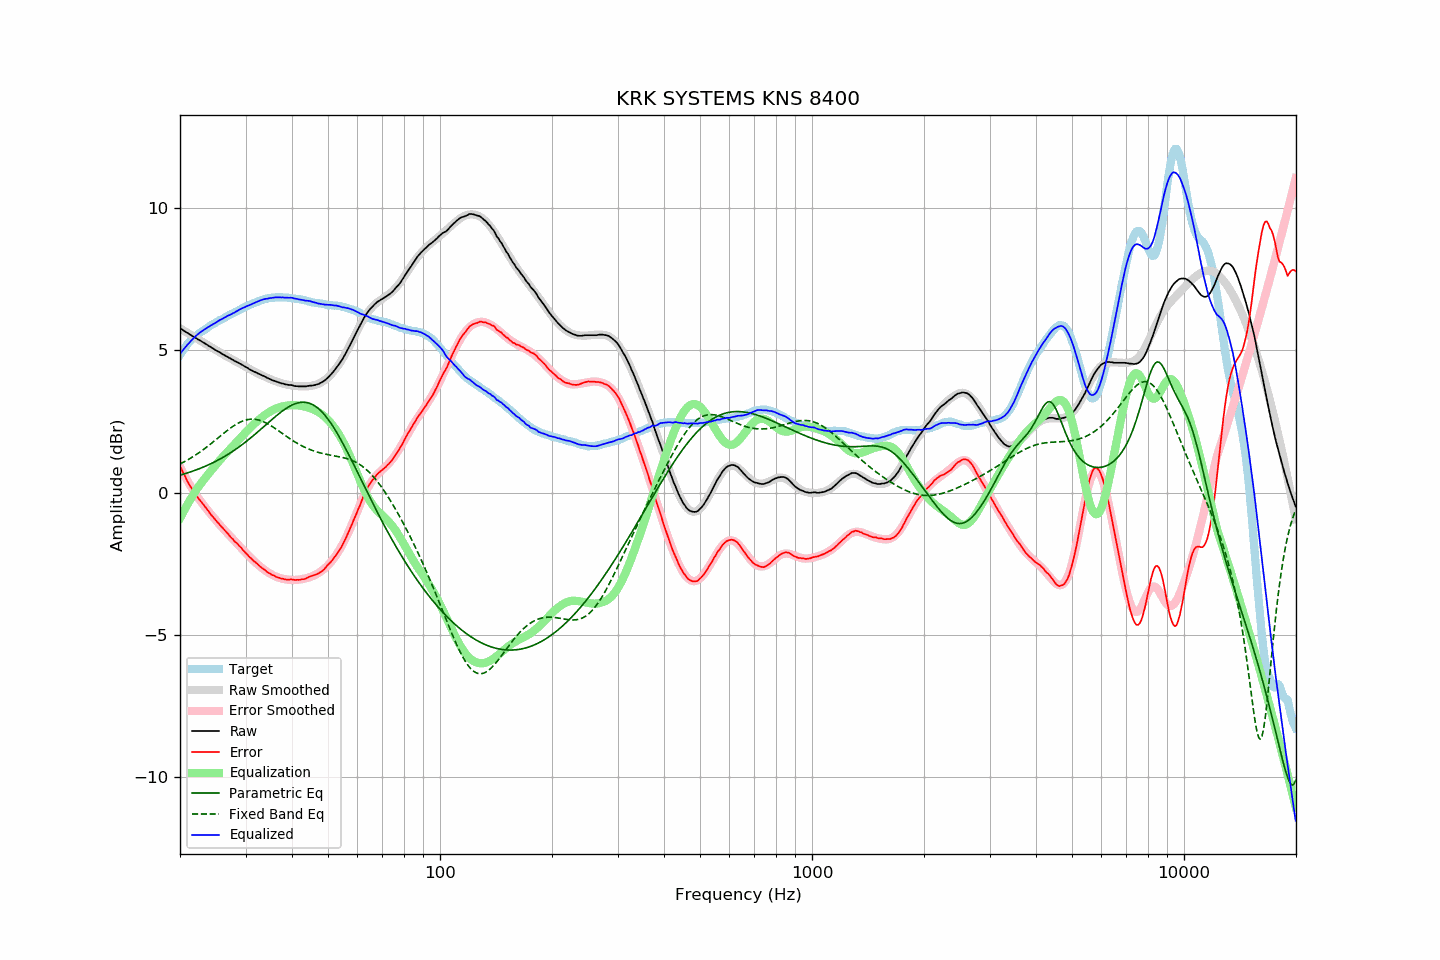 KRK SYSTEMS KNS 8400
Amplitude (dBr)
10
5
0
−5
−10
Target
Raw Smoothed
Error Smoothed
Raw
Error
Equalization
Parametric Eq
Fixed Band Eq
Equalized
100
1000
10000
Frequency (Hz)